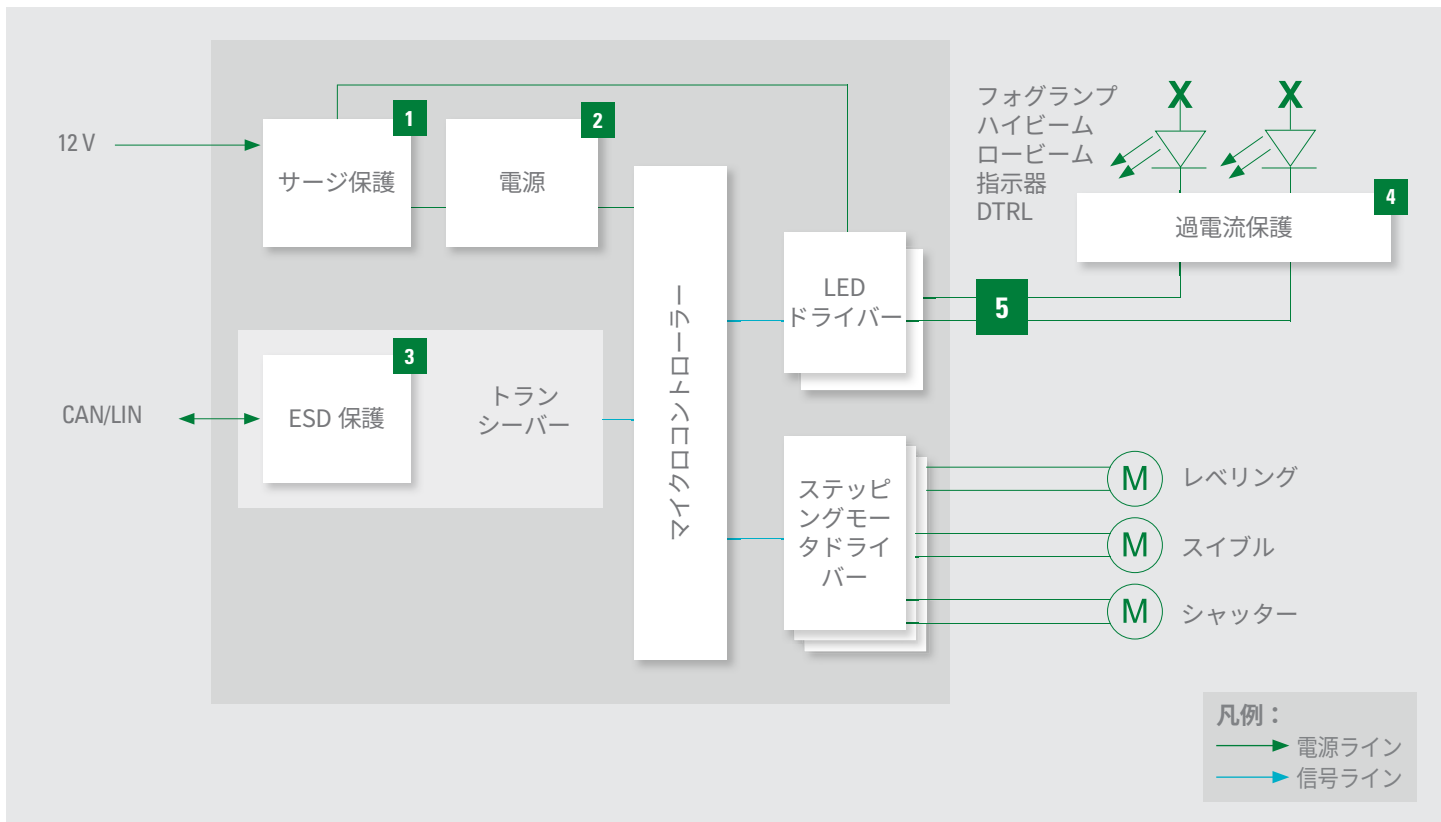 12 V
1
サージ保護
2
電源
CAN/LIN
3
ESD 保護
トラン
シーバー
マイクロコントローラー
LED
ドライバー
ステッピ
ングモー
タドライ
バー
5
フォグランプ
ハイビーム
ロービーム
指示器
DTRL
X
X
4
過電流保護
M
レベリング
M
スイブル
M
シャッター
凡例：
電源ライン
信号ライン